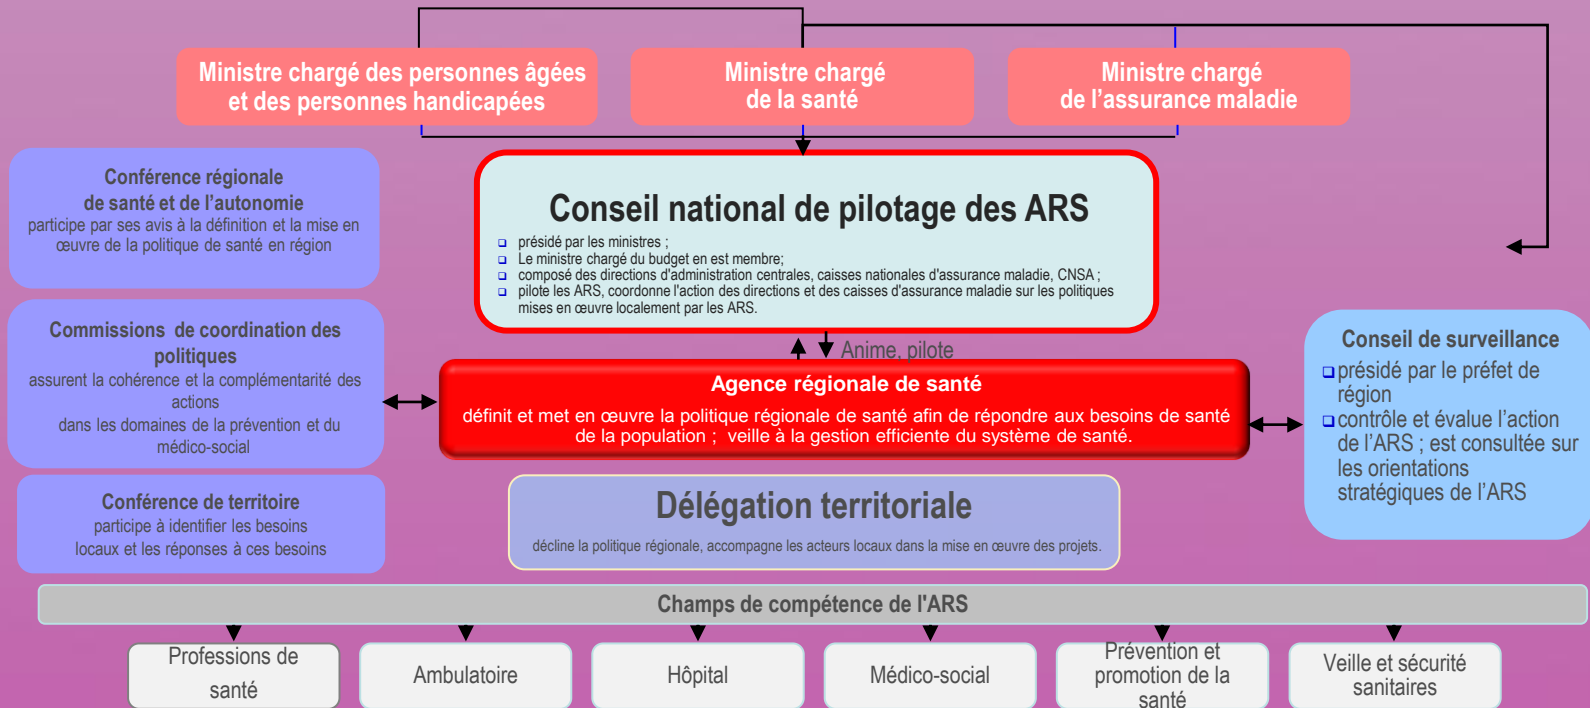 Ministre chargé des personnes âgées
et des personnes handicapées
Ministre chargé
de la santé
Ministre chargé
de l'assurance maladie
Conférence régionale
de santé et de l'autonomie
participe par ses avis à la définition et la mise en
œuvre de la politique de santé en région
Conseil national de pilotage des ARS
présidé par les ministres ;
Le ministre chargé du budget en est membre;
composé des directions d'administration centrales, caisses nationales d'assurance maladie, CNSA ;
pilote les ARS, coordonne l'action des directions et des caisses d'assurance maladie sur les politiques
mises en œuvre localement par les ARS.
Commissions de coordination des
politiques
assurent la cohérence et la complémentarité des
actions
dans les domaines de la prévention et du
médico-social
Anime, pilote
Agence régionale de santé
définit et met en œuvre la politique régionale de santé afin de répondre aux besoins de santé
de la population ; veille à la gestion efficiente du système de santé.
Conseil de surveillance
présidé par le préfet de
région
contrôle et évalue l'action
de l'ARS ; est consultée sur
les orientations
stratégiques de l'ARS
Conférence de territoire
participe à identifier les besoins
locaux et les réponses à ces besoins
Délégation territoriale
décline la politique régionale, accompagne les acteurs locaux dans la mise en œuvre des projets.
Champs de compétence de l'ARS
Professions de
santé
Ambulatoire
Hôpital
Médico-social
Prévention et
promotion de la
santé
Veille et sécurité
sanitaires